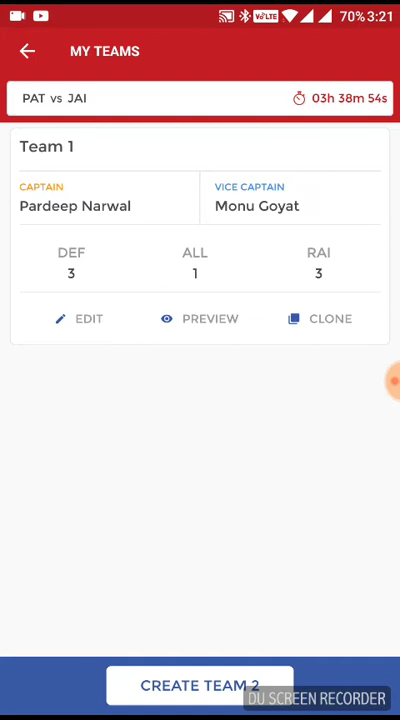 VoLTE 70% 3:21
MY TEAMS
PAT vs JAI 03h 38m 54s
Team 1
CAPTAIN VICE CAPTAIN
Pardeep Narwal Monu Goyat
DEF ALL RAI
3 1 3
EDIT PREVIEW CLONE
CREATE TEAM 2
DU SCREEN RECORDER